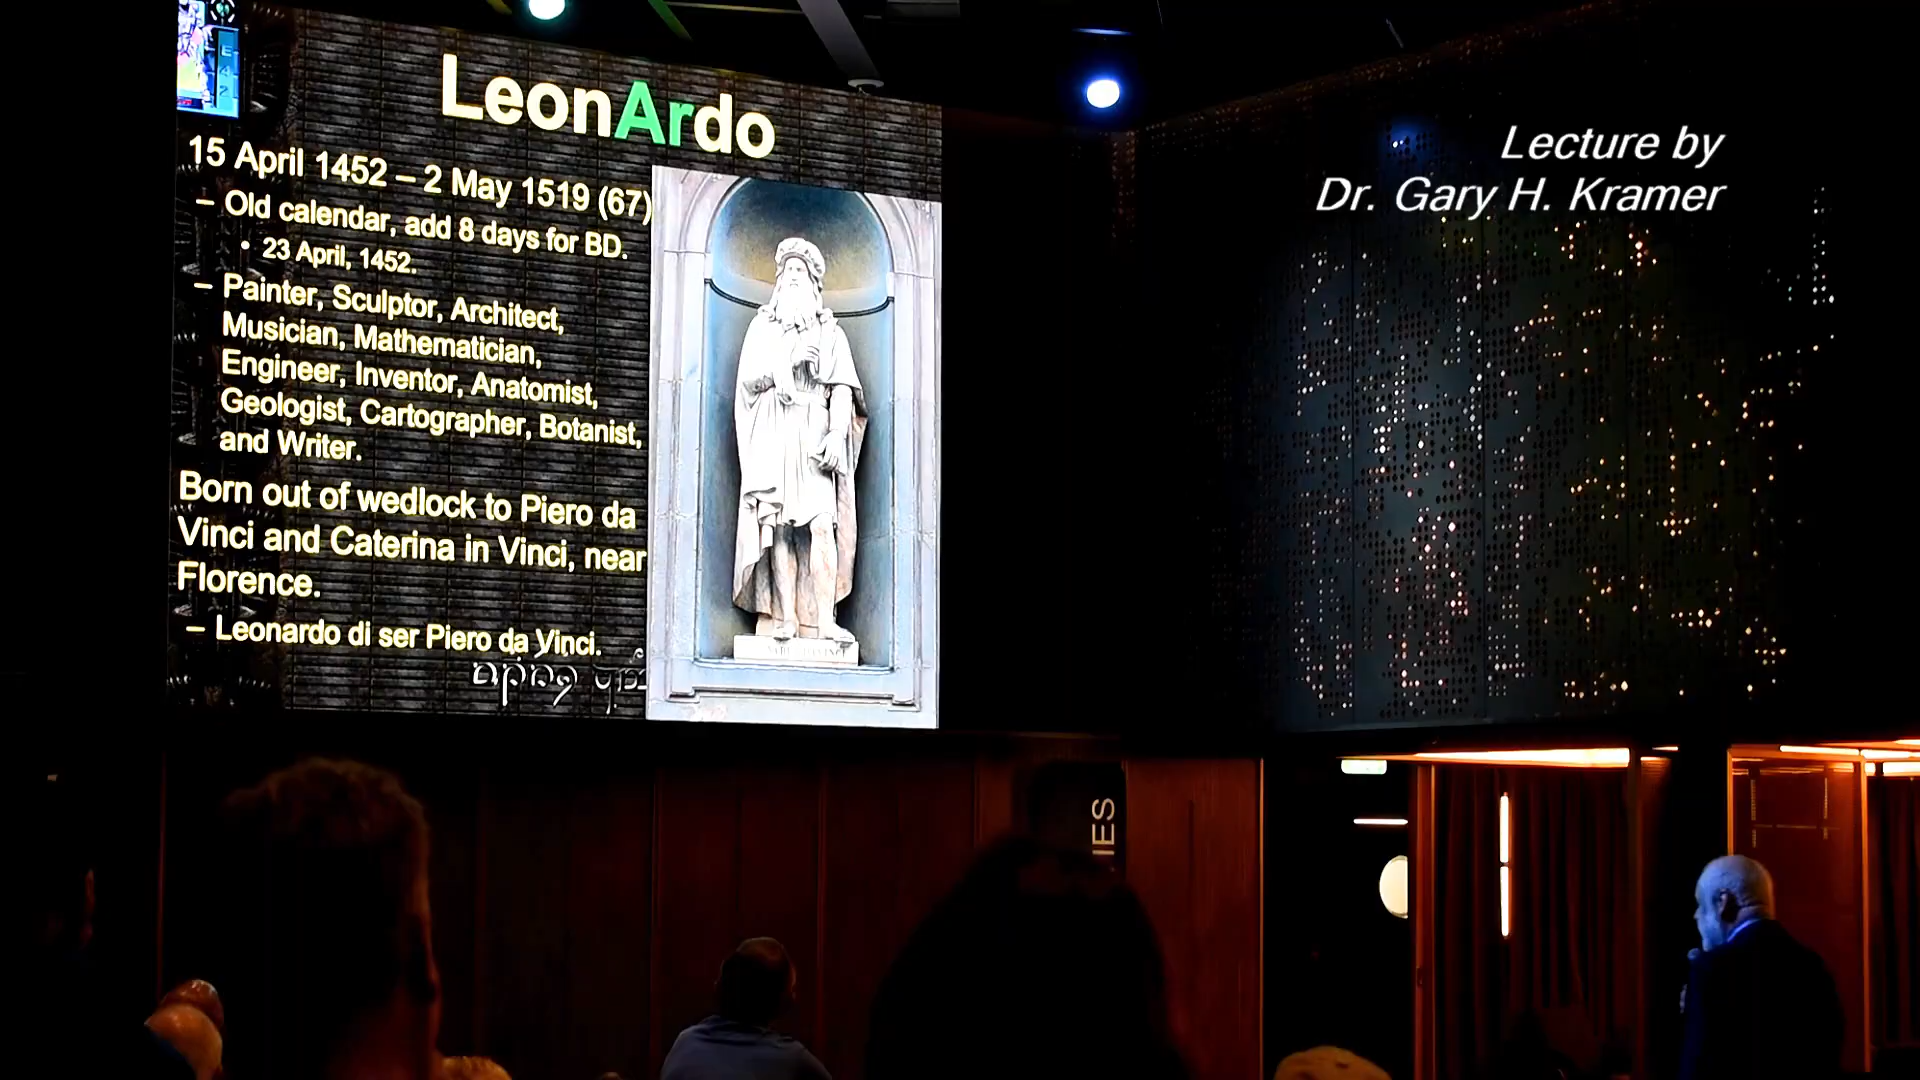 LeonArdo
15 April 1452 – 2 May 1519 (67)
– Old calendar, add 8 days for BD.
• 23 April, 1452.
– Painter, Sculptor, Architect,
Musician, Mathematician,
Engineer, Inventor, Anatomist,
Geologist, Cartographer, Botanist,
and Writer.
Born out of wedlock to Piero da
Vinci and Caterina in Vinci, near
Florence.
– Leonardo di ser Piero da Vinci.
Lecture by
Dr. Gary H. Kramer
IES